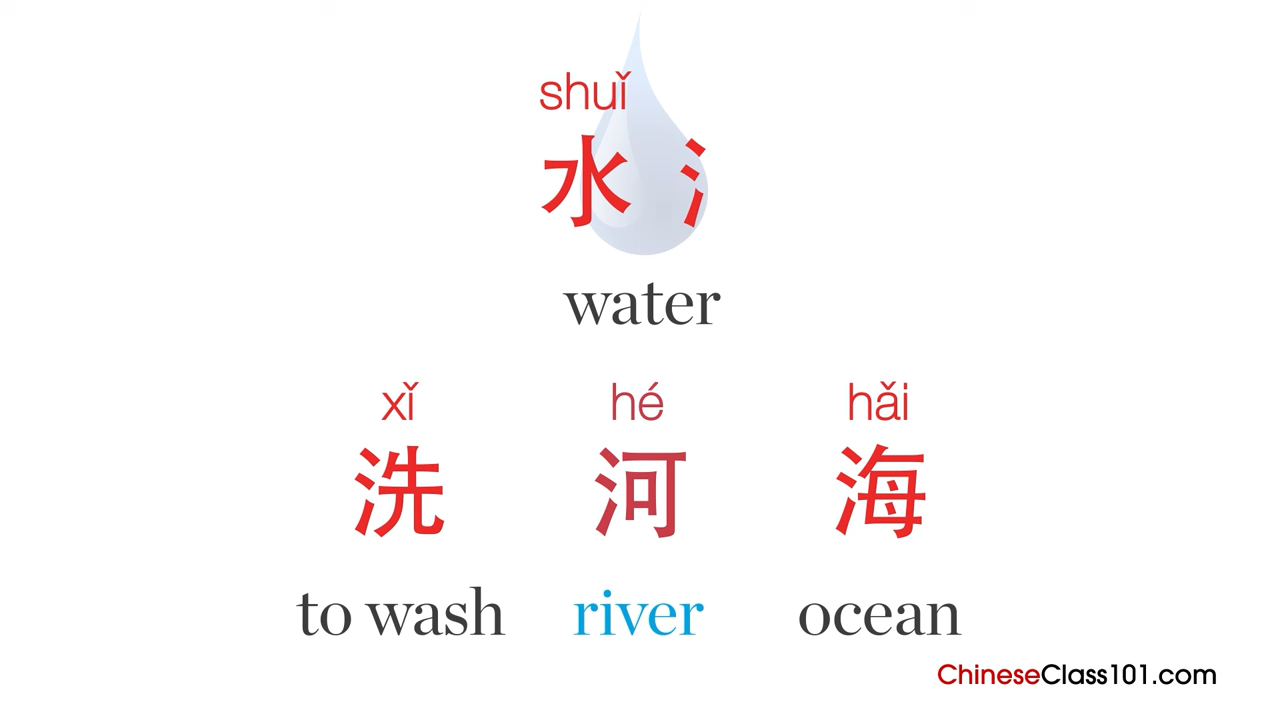 shuǐ
水 氵
water
xǐ hé hǎi
洗 河 海
to wash river ocean
ChineseClass101.com